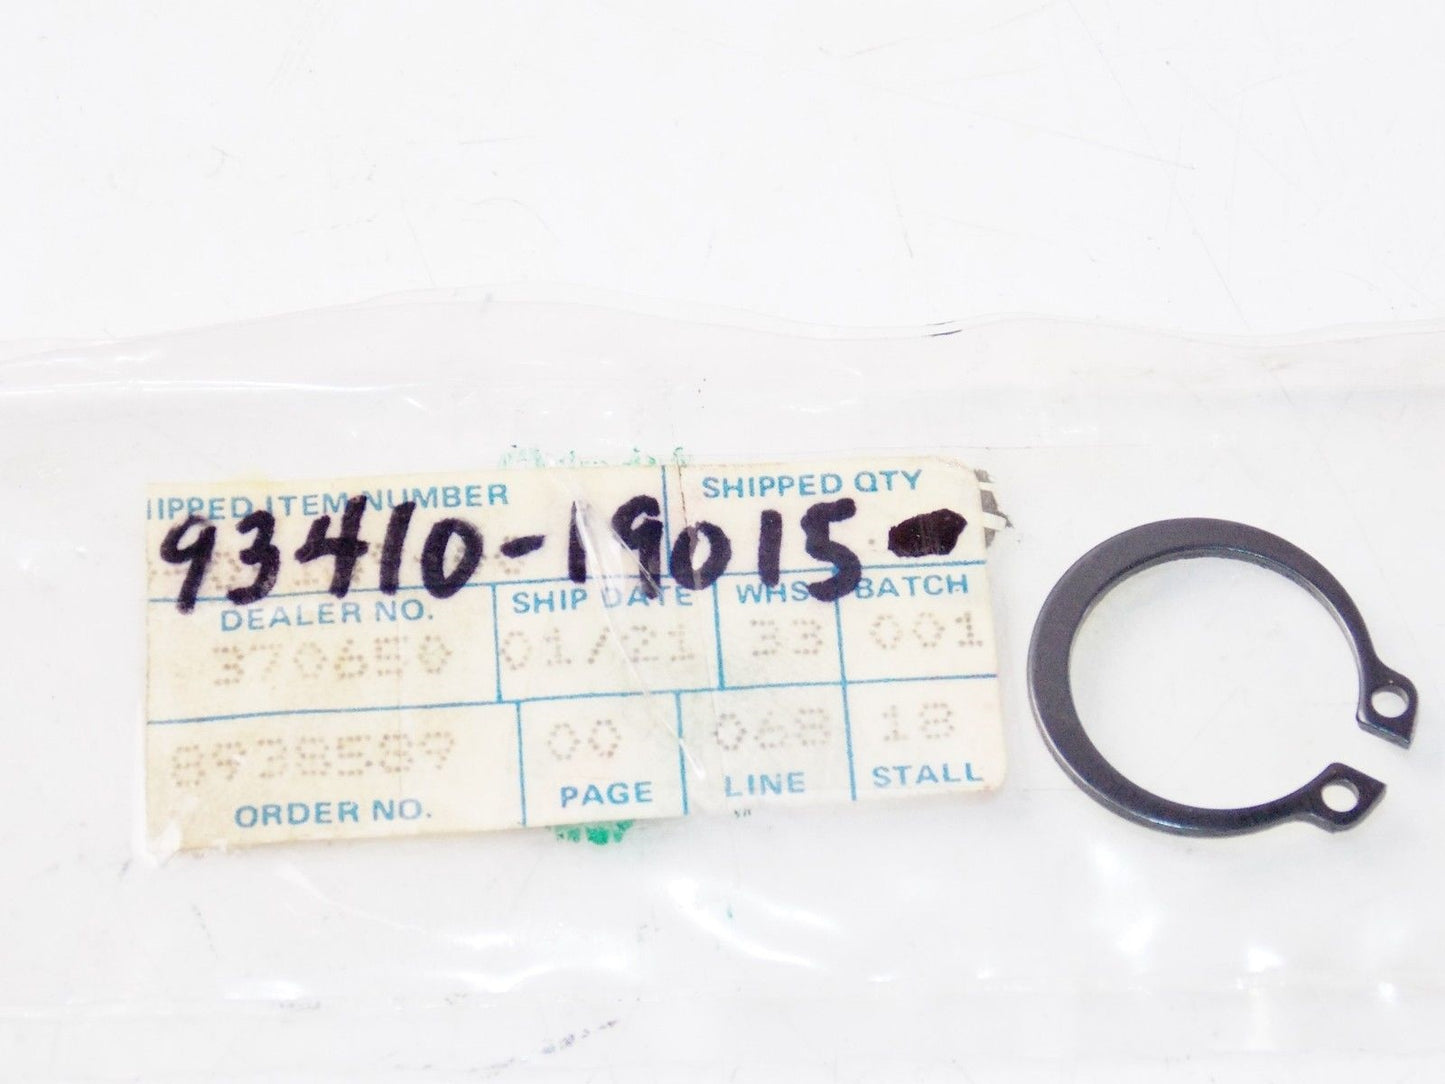 HIPPED ITEM NUMBER SHIPPED QTY
93410-19015
DEALER NO. SHIP DATE WHS BATCH
370650 01/21 33 001
8938589 00 068 18
ORDER NO. PAGE LINE STALL